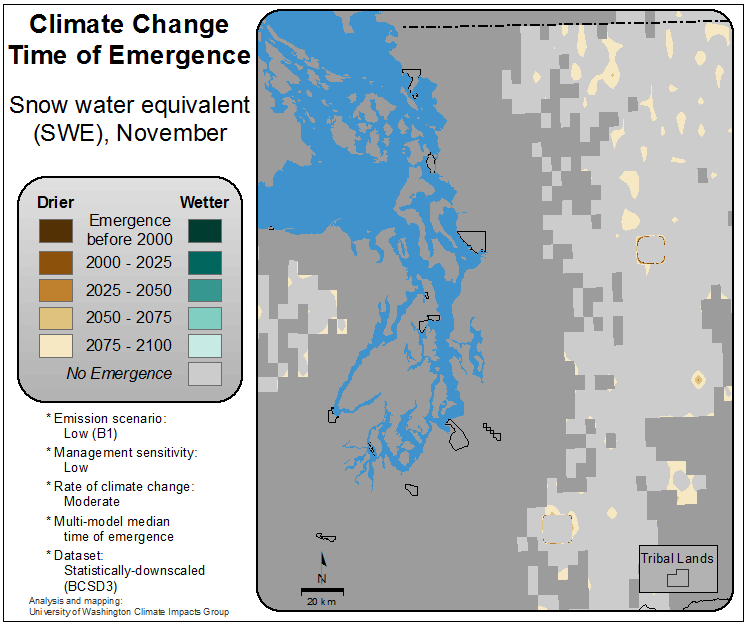 Climate Change
Time of Emergence
Snow water equivalent
(SWE), November
Drier Wetter
Emergence
before 2000
2000 - 2025
2025 - 2050
2050 - 2075
2075 - 2100
No Emergence
* Emission scenario:
Low (B1)
* Management sensitivity:
Low
* Rate of climate change:
Moderate
* Multi-model median
time of emergence
* Dataset:
Statistically-downscaled
(BCSD3)
Analysis and mapping:
University of Washington Climate Impacts Group
N
20 km
Tribal Lands